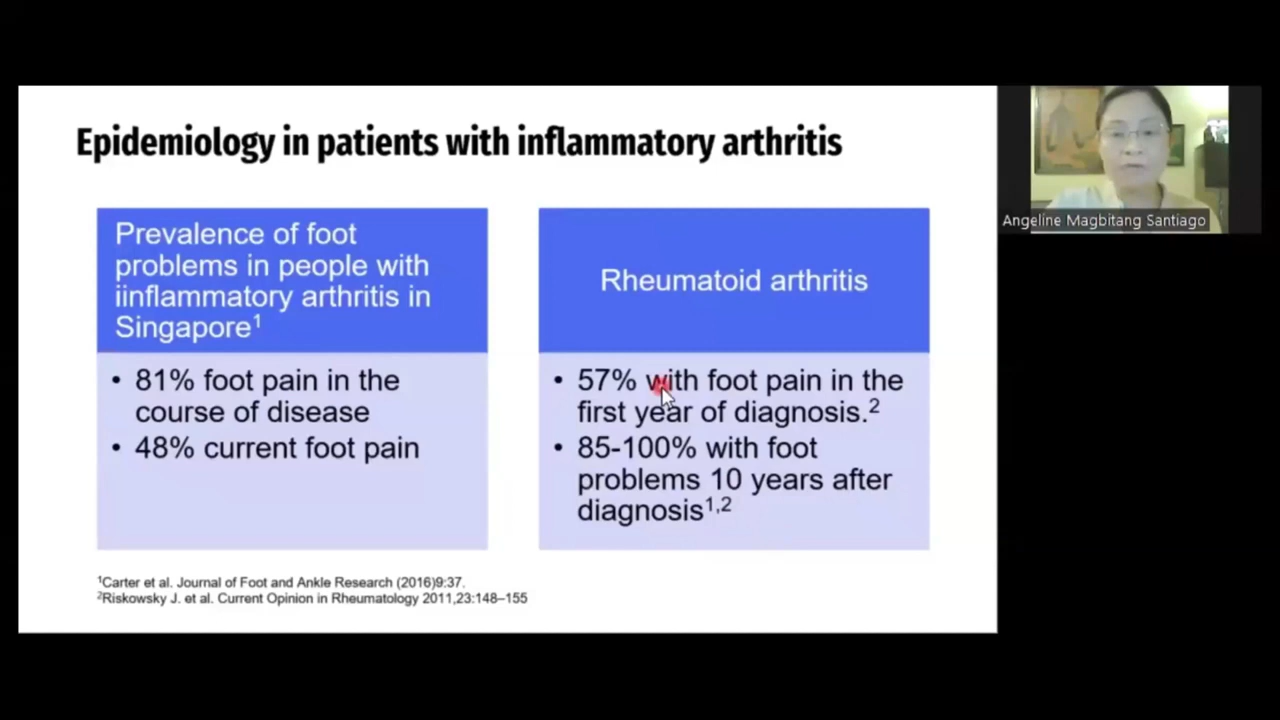 Epidemiology in patients with inflammatory arthritis
Prevalence of foot
problems in people with
iinflammatory arthritis in
Singapore¹
• 81% foot pain in the
course of disease
• 48% current foot pain
Rheumatoid arthritis
• 57% with foot pain in the
first year of diagnosis.²
• 85-100% with foot
problems 10 years after
diagnosis¹,²
¹Carter et al. Journal of Foot and Ankle Research (2016)9:37.
²Riskowsky J. et al. Current Opinion in Rheumatology 2011,23:148–155
Angeline Magbitang Santiago